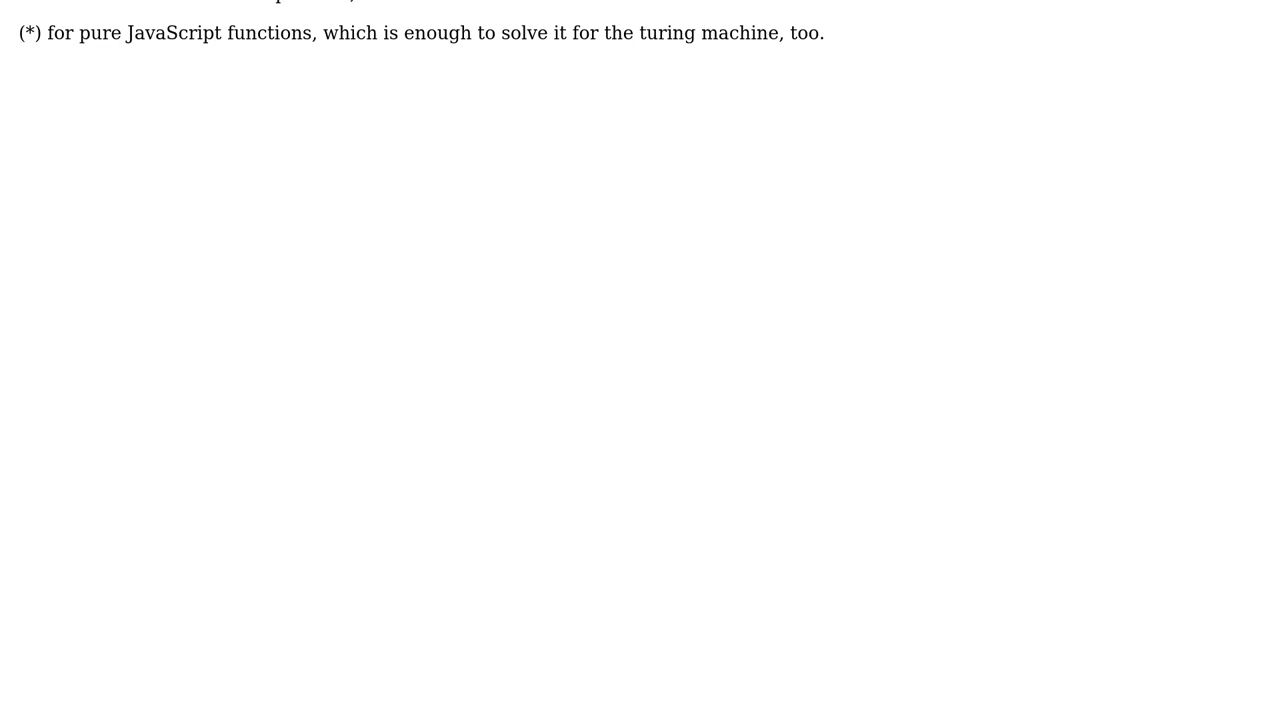 (*) for pure JavaScript functions, which is enough to solve it for the turing machine, too.